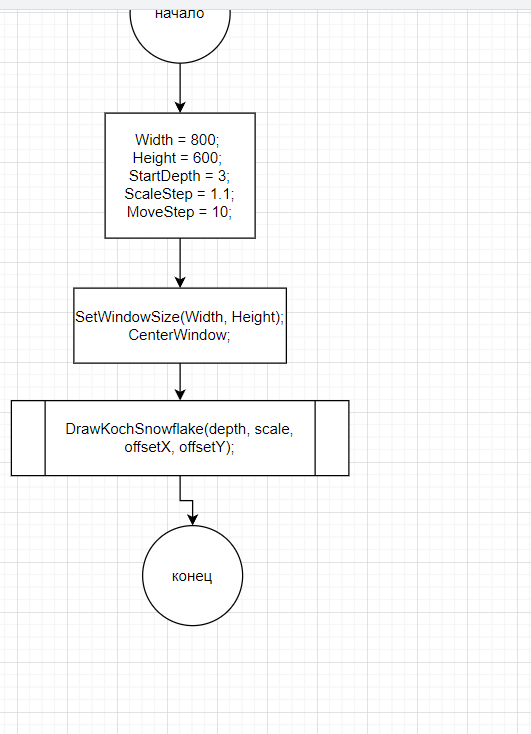 начало
Width = 800;
Height = 600;
StartDepth = 3;
ScaleStep = 1.1;
MoveStep = 10;
SetWindowSize(Width, Height);
CenterWindow;
DrawKochSnowflake(depth, scale,
offsetX, offsetY);
конец